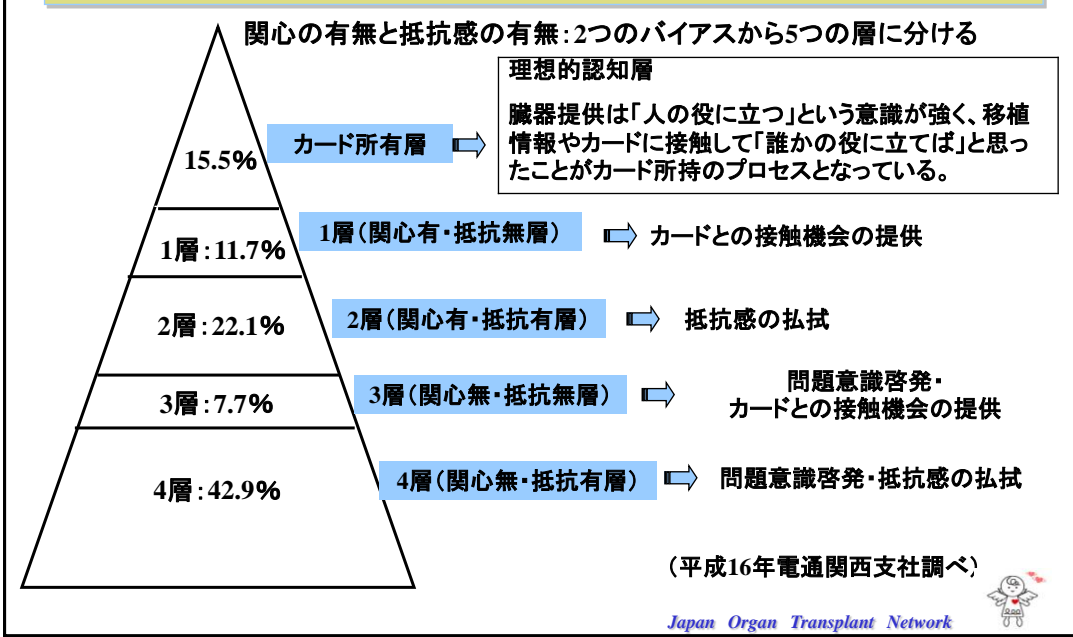 関心の有無と抵抗感の有無：2つのバイアスから5つの層に分ける
理想的認知層
臓器提供は「人の役に立つ」という意識が強く、移植
情報やカードに接触して「誰かの役に立てば」と思っ
たことがカード所持のプロセスとなっている。
カード所有層
15.5%
1層（関心有・抵抗無層）
カードとの接触機会の提供
1層：11.7%
2層（関心有・抵抗有層）
抵抗感の払拭
2層：22.1%
3層（関心無・抵抗無層）
問題意識啓発・
カードとの接触機会の提供
3層：7.7%
4層（関心無・抵抗有層）
問題意識啓発・抵抗感の払拭
4層：42.9%
（平成16年電通関西支社調べ）
Japan Organ Transplant Network